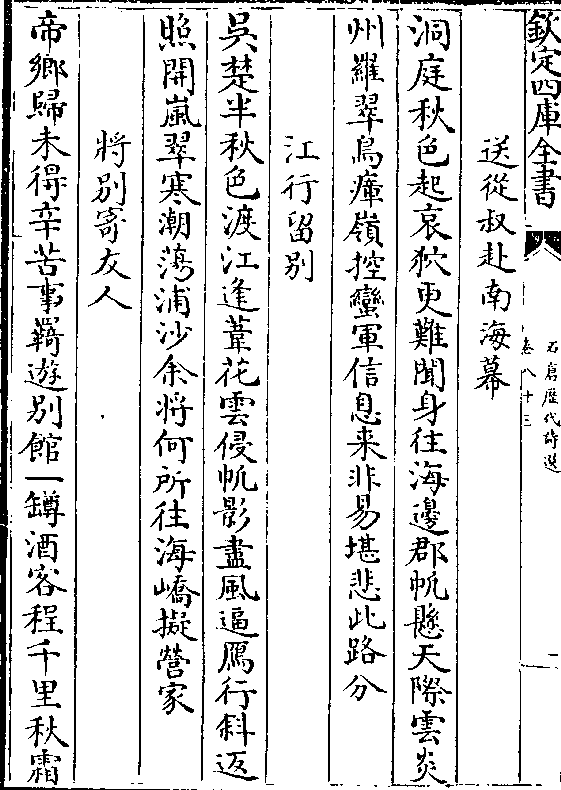 欽定四庫全書
石倉歷代詩選
卷八十三
二
送從叔赴南海幕
洞庭秋色起哀狖更難聞身往海邊郡帆懸天際雲炎
州羅翠鳥瘴嶺控蠻軍信息来非易堪悲此路分
江行留别
吳楚半秋色渡江逢葦花雲侵帆影盡風逼鴈行斜返
照開嵐翠寒潮蕩浦沙余將何所往海嶠擬營家
將别寄友人
帝鄉歸未得辛苦事羇遊别館一罇酒客程千里秋霜